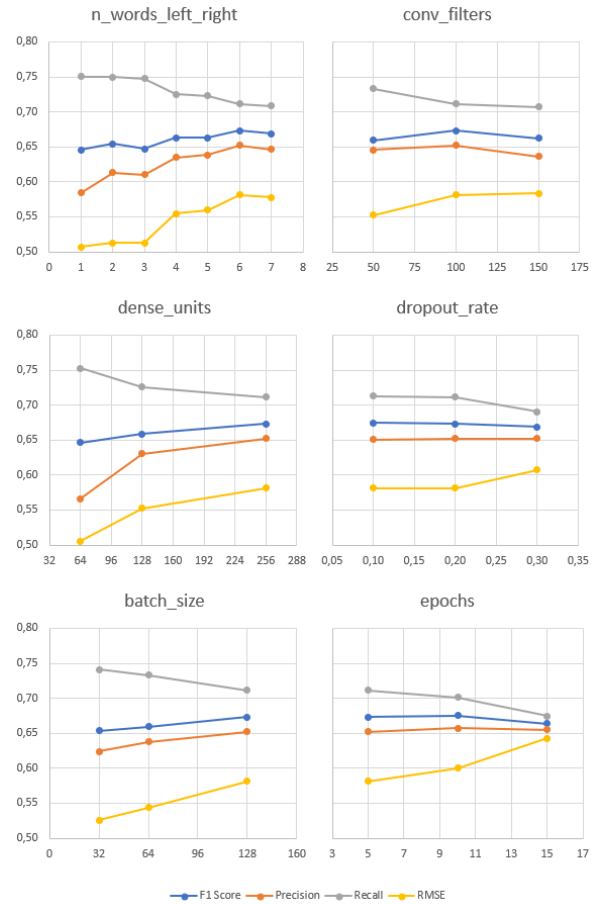 n_words_left_right
conv_filters
0,80
0,75
0,70
0,65
0,60
0,55
0,50
0 1 2 3 4 5 6 7 8
25 50 75 100 125 150 175
dense_units
dropout_rate
0,80
0,75
0,70
0,65
0,60
0,55
0,50
32 64 96 128 160 192 224 256 288
0,05 0,10 0,15 0,20 0,25 0,30 0,35
batch_size
epochs
0,80
0,75
0,70
0,65
0,60
0,55
0,50
0 32 64 96 128 160
3 5 7 9 11 13 15 17
F1 Score Precision Recall RMSE